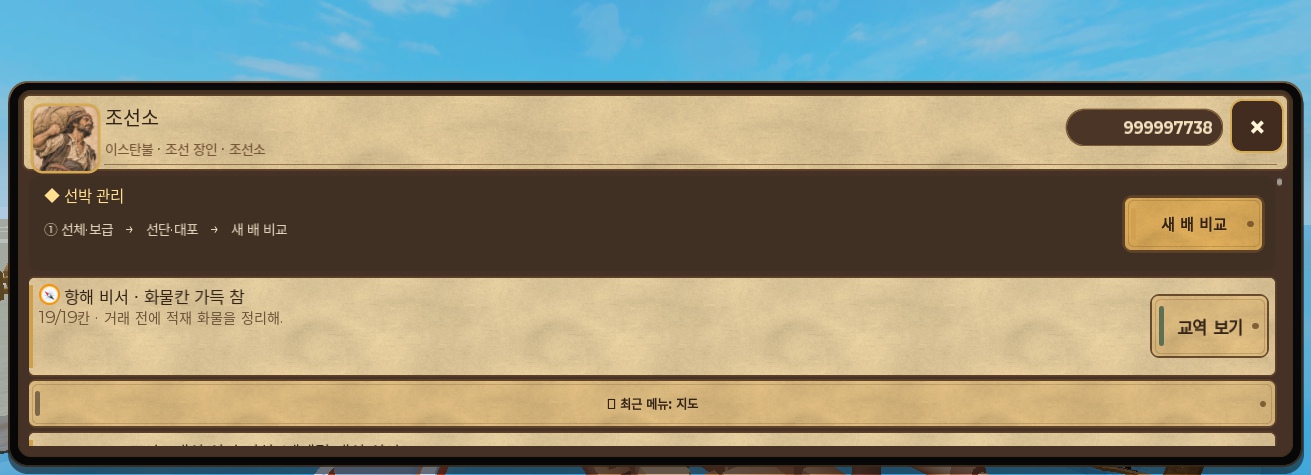 조선소
이스탄불 · 조선 장인 · 조선소
999997738
×
◆ 선박 관리
① 선체·보급 → 선단·대포 → 새 배 비교
새 배 비교
항해 비서 · 화물칸 가득 참
19/19칸 · 거래 전에 적재 화물을 정리해.
교역 보기
최근 메뉴: 지도